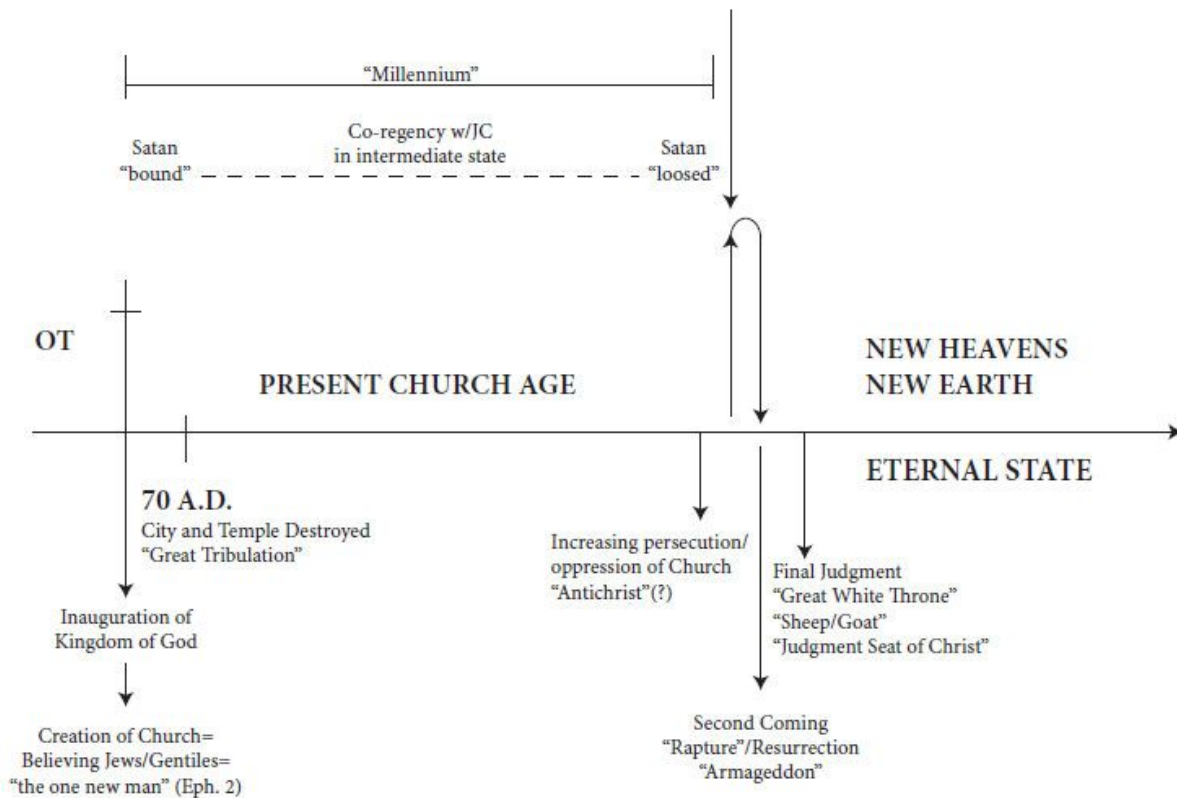 “Millennium”
Co-regency w/JC
in intermediate state
Satan
“bound”
Satan
“loosed”
OT
PRESENT CHURCH AGE
NEW HEAVENS
NEW EARTH
ETERNAL STATE
70 A.D.
City and Temple Destroyed
“Great Tribulation”
Inauguration of
Kingdom of God
Creation of Church=
Believing Jews/Gentiles=
“the one new man” (Eph. 2)
Increasing persecution/
oppression of Church
“Antichrist”(?)
Final Judgment
“Great White Throne”
“Sheep/Goat”
“Judgment Seat of Christ”
Second Coming
“Rapture”/Resurrection
“Armageddon”